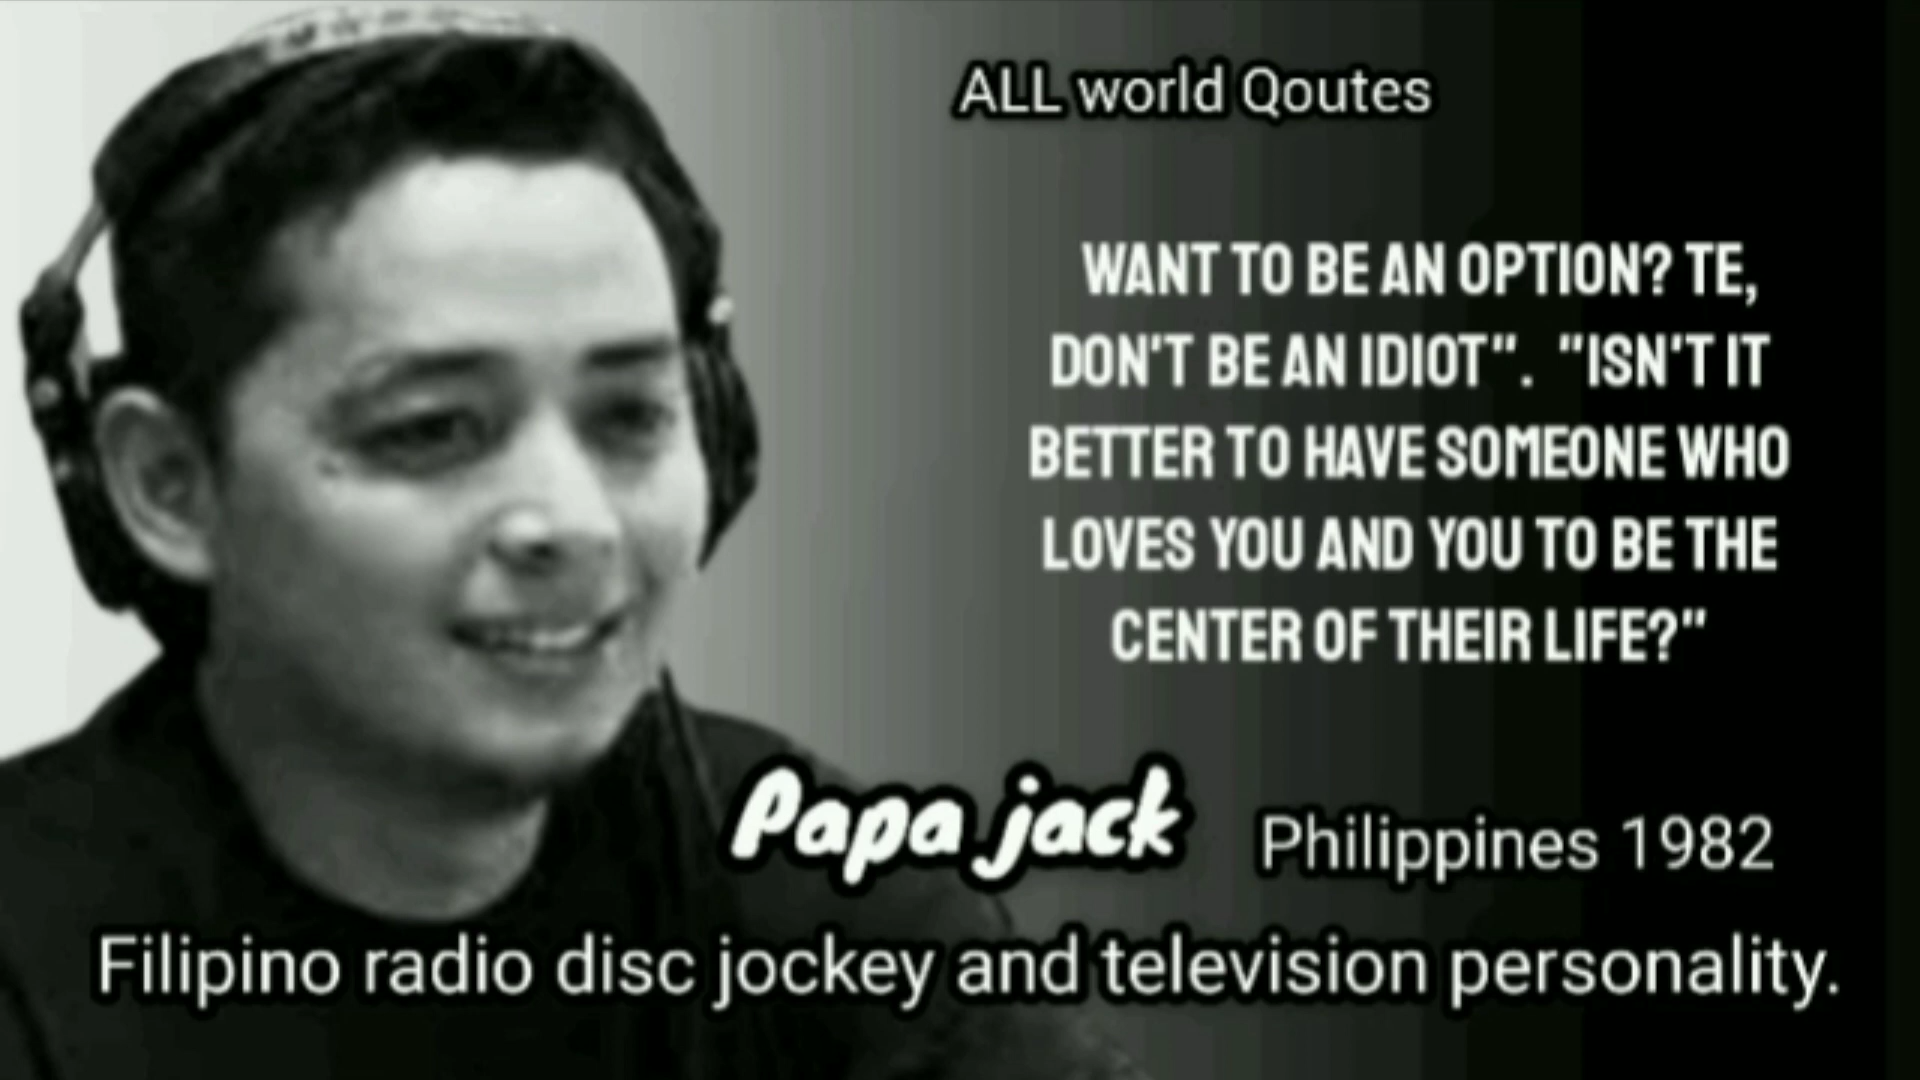 ALL world Qoutes
WANT TO BE AN OPTION? TE,
DON'T BE AN IDIOT". "ISN'T IT
BETTER TO HAVE SOMEONE WHO
LOVES YOU AND YOU TO BE THE
CENTER OF THEIR LIFE?"
Papa jack Philippines 1982
Filipino radio disc jockey and television personality.